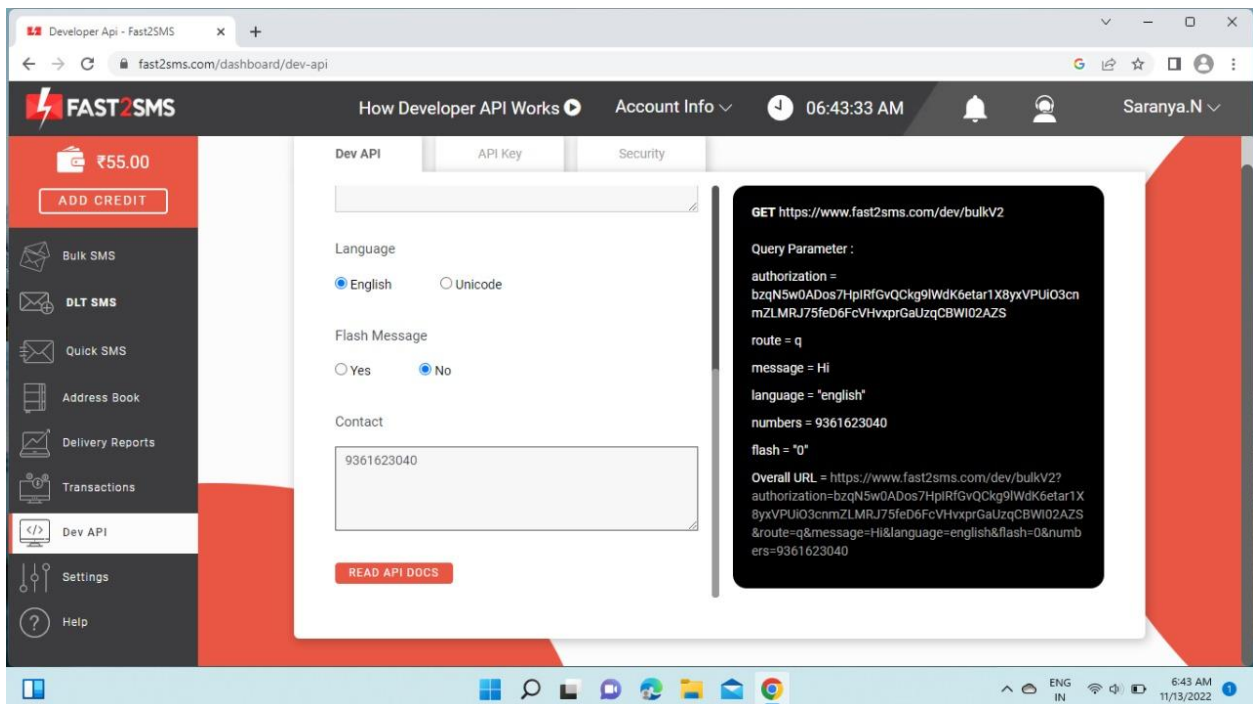 Developer Api - Fast2SMS
fast2sms.com/dashboard/dev-api
FAST2SMS
How Developer API Works
Account Info
06:43:33 AM
Saranya.N
₹55.00
ADD CREDIT
Bulk SMS
DLT SMS
Quick SMS
Address Book
Delivery Reports
Transactions
Dev API
Settings
Help
Dev API
API Key
Security
Language
English
Unicode
Flash Message
Yes
No
Contact
9361623040
READ API DOCS
GET https://www.fast2sms.com/dev/bulkV2
Query Parameter :
authorization =
bzqN5w0ADos7HpIRfGvQCkg9lWdK6etar1X8yxVPUiO3cn
mZLMRJ75feD6FcVHvxprGaUzqCBWI02AZS
route = q
message = Hi
language = "english"
numbers = 9361623040
flash = "0"
Overall URL = https://www.fast2sms.com/dev/bulkV2?
authorization=bzqN5w0ADos7HpIRfGvQCkg9lWdK6etar1X
8yxVPUiO3cnmZLMRJ75feD6FcVHvxprGaUzqCBWI02AZS
&route=q&message=Hi&language=english&flash=0&numb
ers=9361623040
ENG
IN
6:43 AM
11/13/2022
1